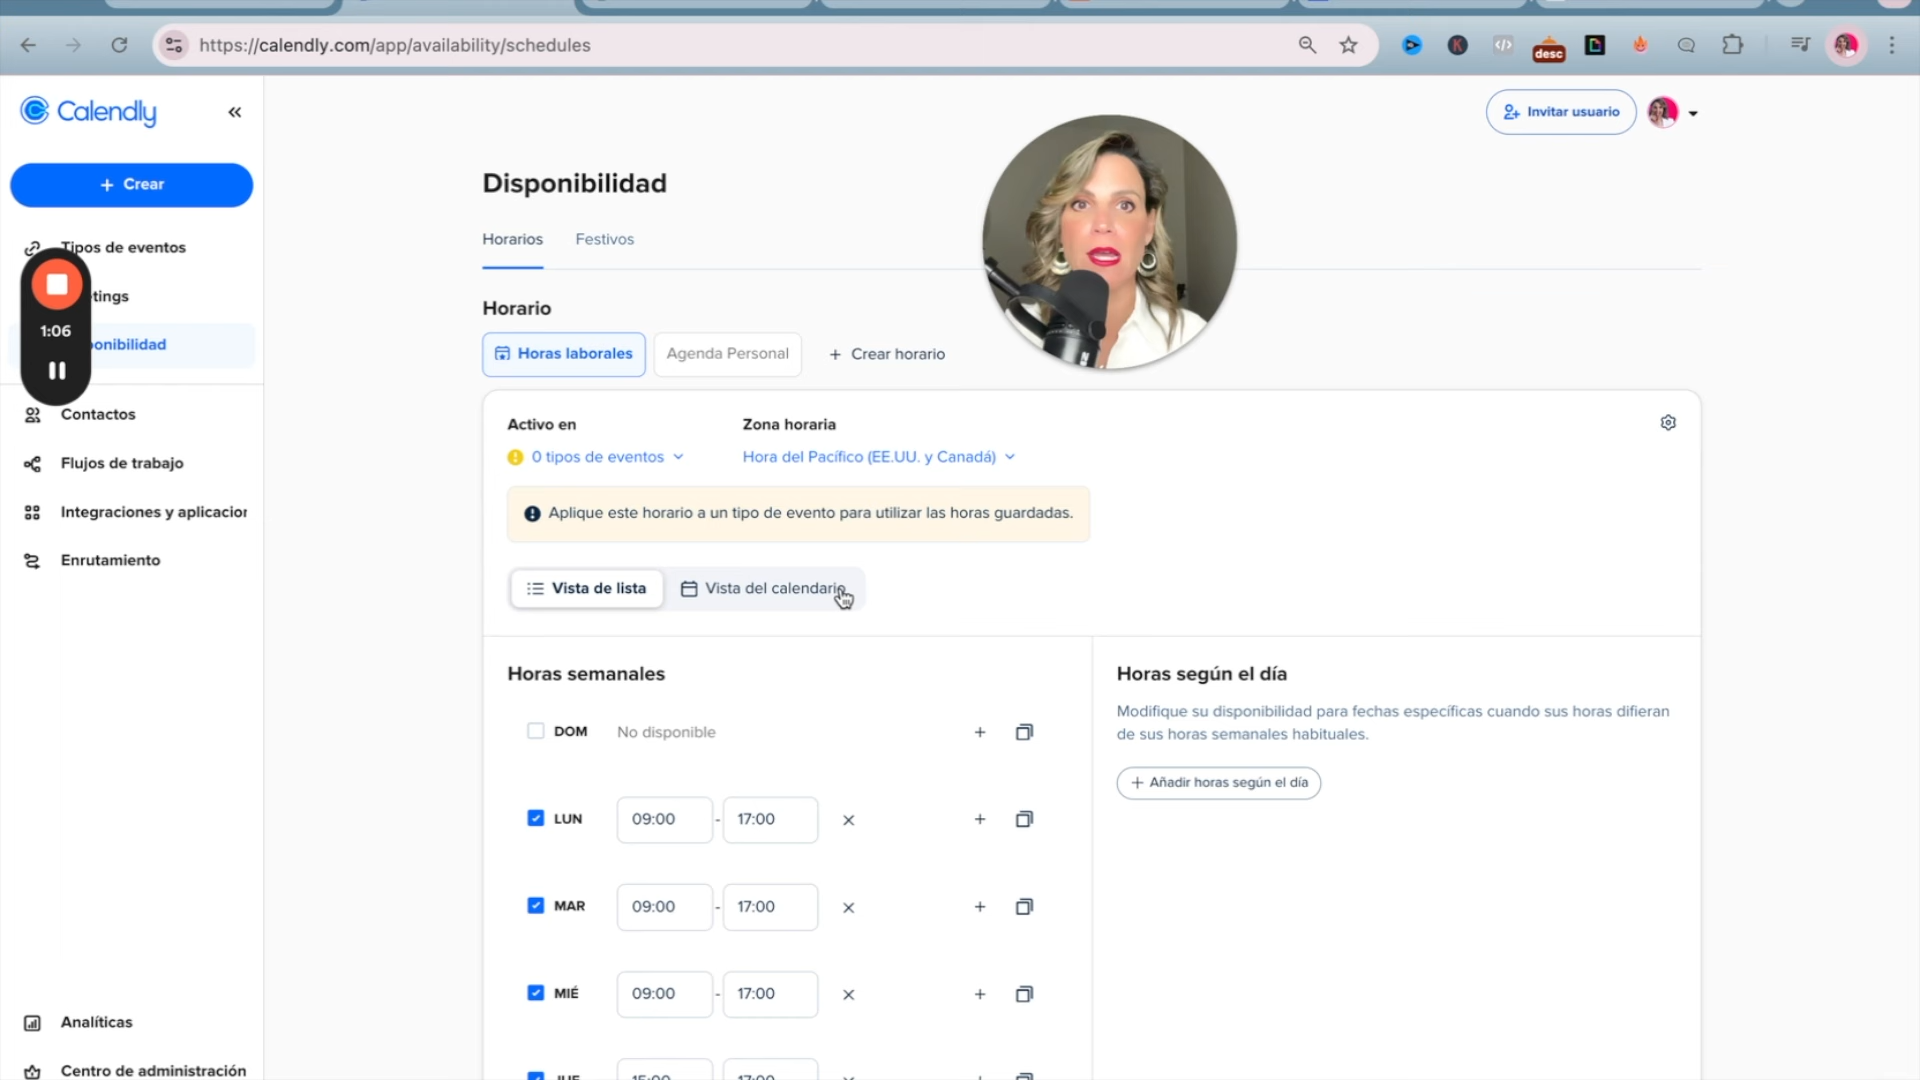 https://calendly.com/app/availability/schedules
desc
Calendly
Invitar usuario
+ Crear
Disponibilidad
Tipos de eventos
Horarios
Festivos
tings
1:06
ponibilidad
Horario
Horas laborales
Agenda Personal
+ Crear horario
Contactos
Activo en
Zona horaria
Flujos de trabajo
0 tipos de eventos
Hora del Pacífico (EE.UU. y Canadá)
Integraciones y aplicacior
Aplique este horario a un tipo de evento para utilizar las horas guardadas.
Enrutamiento
Vista de lista
Vista del calendario
Horas semanales
Horas según el día
Modifique su disponibilidad para fechas específicas cuando sus horas difieran
de sus horas semanales habituales.
DOM No disponible
+ Añadir horas según el día
LUN 09:00 - 17:00
MAR 09:00 - 17:00
MIÉ 09:00 - 17:00
Analíticas
Centro de administración
JUE 15:00 17:00